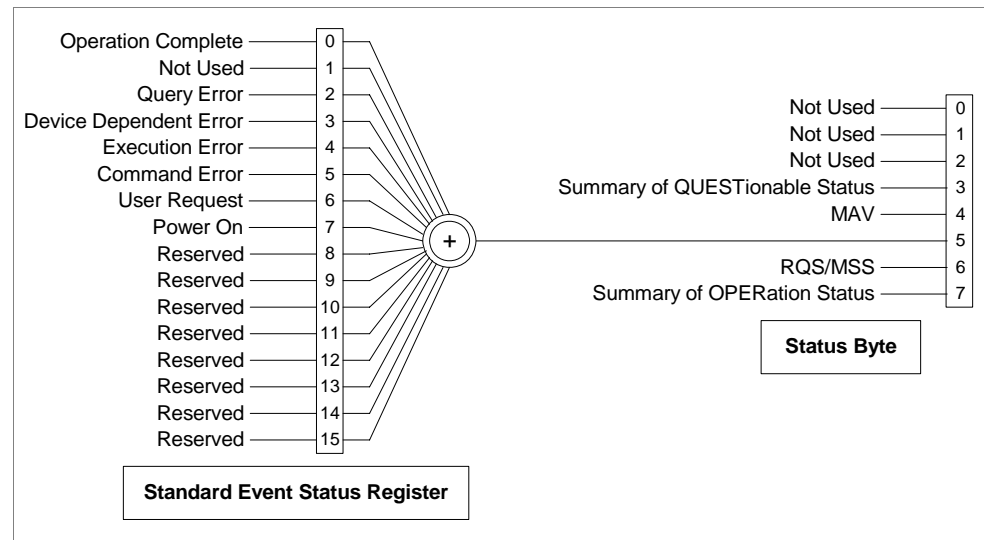 Operation Complete 0
Not Used 1
Query Error 2
Device Dependent Error 3
Execution Error 4
Command Error 5
User Request 6
Power On 7
Reserved 8
Reserved 9
Reserved 10
Reserved 11
Reserved 12
Reserved 13
Reserved 14
Reserved 15
Standard Event Status Register
+
Not Used 0
Not Used 1
Not Used 2
Summary of QUESTionable Status 3
MAV 4
5
RQS/MSS 6
Summary of OPERation Status 7
Status Byte